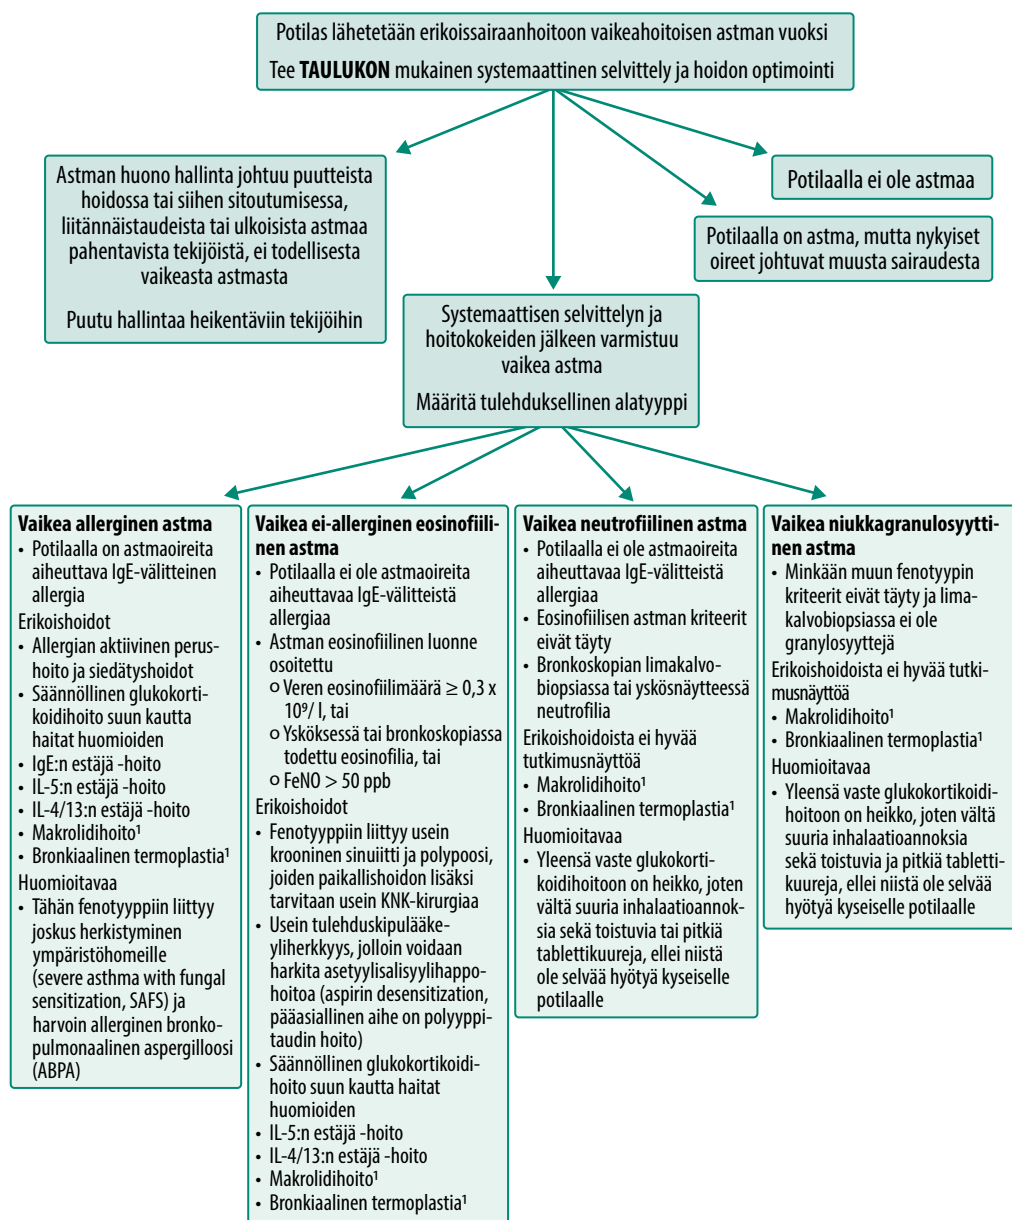 Potilas lähetetään erikoissairaanhoitoon vaikeahoitoisen astman vuoksi
Tee TAULUKON mukainen systemaattinen selvittely ja hoidon optimointi
Astman huono hallinta johtuu puutteista
hoidossa tai siihen sitoutumisessa,
liitännäistaudeista tai ulkoisista astmaa
pahentavista tekijöistä, ei todellisesta
vaikeasta astmasta
Puutu hallintaa heikentäviin tekijöihin
Potilaalla ei ole astmaa
Potilaalla on astma, mutta nykyiset
oireet johtuvat muusta sairaudesta
Systemaattisen selvittelyn ja
hoitokokeiden jälkeen varmistuu
vaikea astma
Määritä tulehduksellinen alatyyppi
Vaikea allerginen astma
• Potilaalla on astmaoireita
aiheuttava IgE-välitteinen
allergia
Erikoishoidot
• Allergian aktiivinen perus-
hoito ja siedätyshoidot
• Säännöllinen glukokorti-
koidihoito suun kautta
haitat huomioiden
• IgE:n estäjä -hoito
• IL-5:n estäjä -hoito
• IL-4/13:n estäjä -hoito
• Makrolidihoito¹
• Bronkiaalinen termoplastia¹
Huomioitavaa
• Tähän fenotyyppiin liittyy
joskus herkistyminen
ympäristöhomeille
(severe asthma with fungal
sensitization, SAFS) ja
harvoin allerginen bronko-
pulmonaalinen aspergilloosi
(ABPA)
Vaikea ei-allerginen eosinofiili-
nen astma
• Potilaalla ei ole astmaoireita
aiheuttavaa IgE-välitteistä
allergiaa
• Astman eosinofiilinen luonne
osoitettu
o Veren eosinofiilimäärä ≥ 0,3 x
10⁹/ l, tai
o Ysköksessä tai bronkoskopiassa
todettu eosinofilia, tai
o FeNO > 50 ppb
Erikoishoidot
• Fenotyyppiin liittyy usein
krooninen sinuiitti ja polypoosi,
joiden paikallishoidon lisäksi
tarvitaan usein KNK-kirurgiaa
• Usein tulehduskipulääke-
yliherkkyys, jolloin voidaan
harkita asetyylisalisyylihappo-
hoitoa (aspirin desensitization,
pääasiallinen aihe on polyyppi-
taudin hoito)
• Säännöllinen glukokortikoidi-
hoito suun kautta haitat
huomioiden
• IL-5:n estäjä -hoito
• IL-4/13:n estäjä -hoito
• Makrolidihoito¹
• Bronkiaalinen termoplastia¹
Vaikea neutrofiilinen astma
• Potilaalla ei ole astmaoireita
aiheuttavaa IgE-välitteistä
allergiaa
• Eosinofiilisen astman kriteerit
eivät täyty
• Bronkoskopian limakalvo-
biopsiassa tai yskösnäytteessä
neutrofilia
Erikoishoidoista ei hyvää
tutkimusnäyttöä
• Makrolidihoito¹
• Bronkiaalinen termoplastia¹
Huomioitavaa
• Yleensä vaste glukokorti-
koidihoitoon on heikko, joten
vältä suuria inhalaatioannok-
sia sekä toistuvia tai pitkiä
tablettikuureja, ellei niistä
ole selvää hyötyä kyseiselle
potilaalle
Vaikea niukkagranulosyytti-
nen astma
• Minkään muun fenotyypin
kriteerit eivät täyty ja lima-
kalvobiopsiassa ei ole
granylosyyttejä
Erikoishoidoista ei hyvää tutki-
musnäyttöä
• Makrolidihoito¹
• Bronkiaalinen termoplastia¹
Huomioitavaa
• Yleensä vaste glukokortikoidi-
hoitoon on heikko, joten vältä
suuria inhalaatioannoksia
sekä toistuvia ja pitkiä tabletti-
kuureja, ellei niistä ole selvää
hyötyä kyseiselle potilaalle